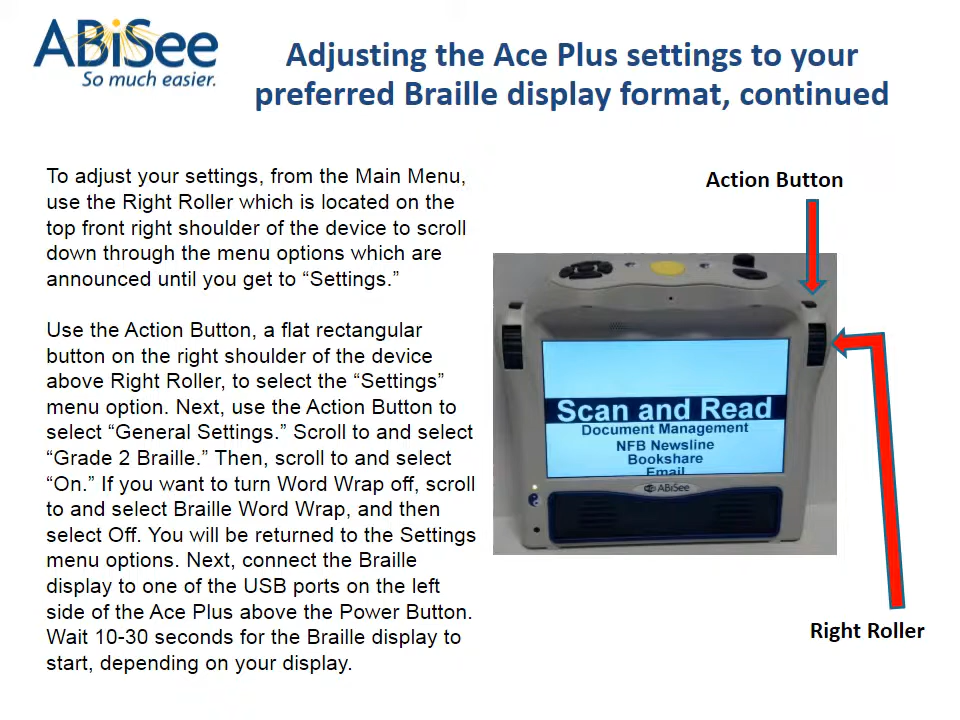 ABiSee
So much easier.
Adjusting the Ace Plus settings to your
preferred Braille display format, continued
To adjust your settings, from the Main Menu,
use the Right Roller which is located on the
top front right shoulder of the device to scroll
down through the menu options which are
announced until you get to “Settings.”
Use the Action Button, a flat rectangular
button on the right shoulder of the device
above Right Roller, to select the “Settings”
menu option. Next, use the Action Button to
select “General Settings.” Scroll to and select
“Grade 2 Braille.” Then, scroll to and select
“On.” If you want to turn Word Wrap off, scroll
to and select Braille Word Wrap, and then
select Off. You will be returned to the Settings
menu options. Next, connect the Braille
display to one of the USB ports on the left
side of the Ace Plus above the Power Button.
Wait 10-30 seconds for the Braille display to
start, depending on your display.
Action Button
Scan and Read
Document Management
NFB Newsline
Bookshare
Email
ABiSee
Right Roller